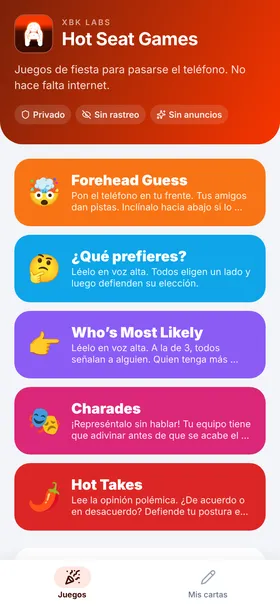 XBK LABS
Hot Seat Games
Juegos de fiesta para pasarse el teléfono. No
hace falta internet.
Privado
Sin rastreo
Sin anuncios
Forehead Guess
Pon el teléfono en tu frente. Tus amigos
dan pistas. Inclínalo hacia abajo si lo ...
¿Qué prefieres?
Léelo en voz alta. Todos eligen un lado y
luego defienden su elección.
Who's Most Likely
Léelo en voz alta. A la de 3, todos
señalan a alguien. Quien tenga más ...
Charades
¡Represéntalo sin hablar! Tu equipo tiene
que adivinar antes de que se acabe el ...
Hot Takes
Lee la opinión polémica. ¿De acuerdo o
en desacuerdo? Defiende tu postura e...
Juegos
Mis cartas